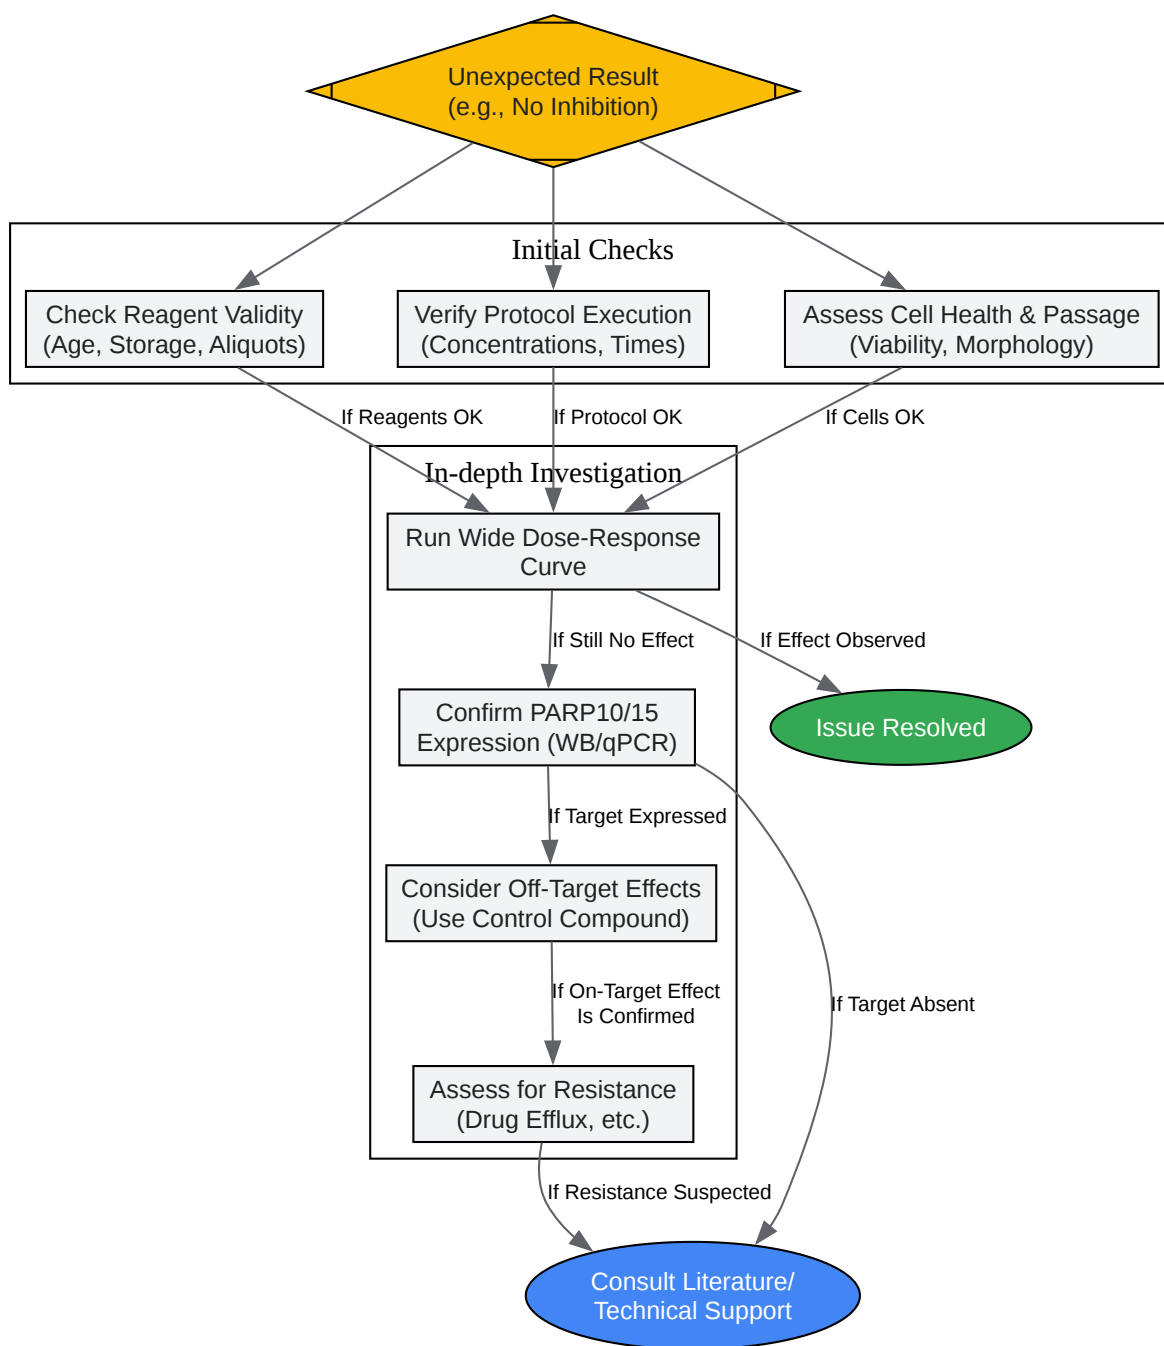 Unexpected Result
(e.g., No Inhibition)
Initial Checks
Check Reagent Validity
(Age, Storage, Aliquots)
Verify Protocol Execution
(Concentrations, Times)
Assess Cell Health & Passage
(Viability, Morphology)
If Reagents OK
If Protocol OK
If Cells OK
In-depth Investigation
Run Wide Dose-Response
Curve
If Still No Effect
If Effect Observed
Confirm PARP10/15
Expression (WB/qPCR)
Issue Resolved
If Target Expressed
Consider Off-Target Effects
(Use Control Compound)
If On-Target Effect
Is Confirmed
If Target Absent
Assess for Resistance
(Drug Efflux, etc.)
If Resistance Suspected
Consult Literature/
Technical Support